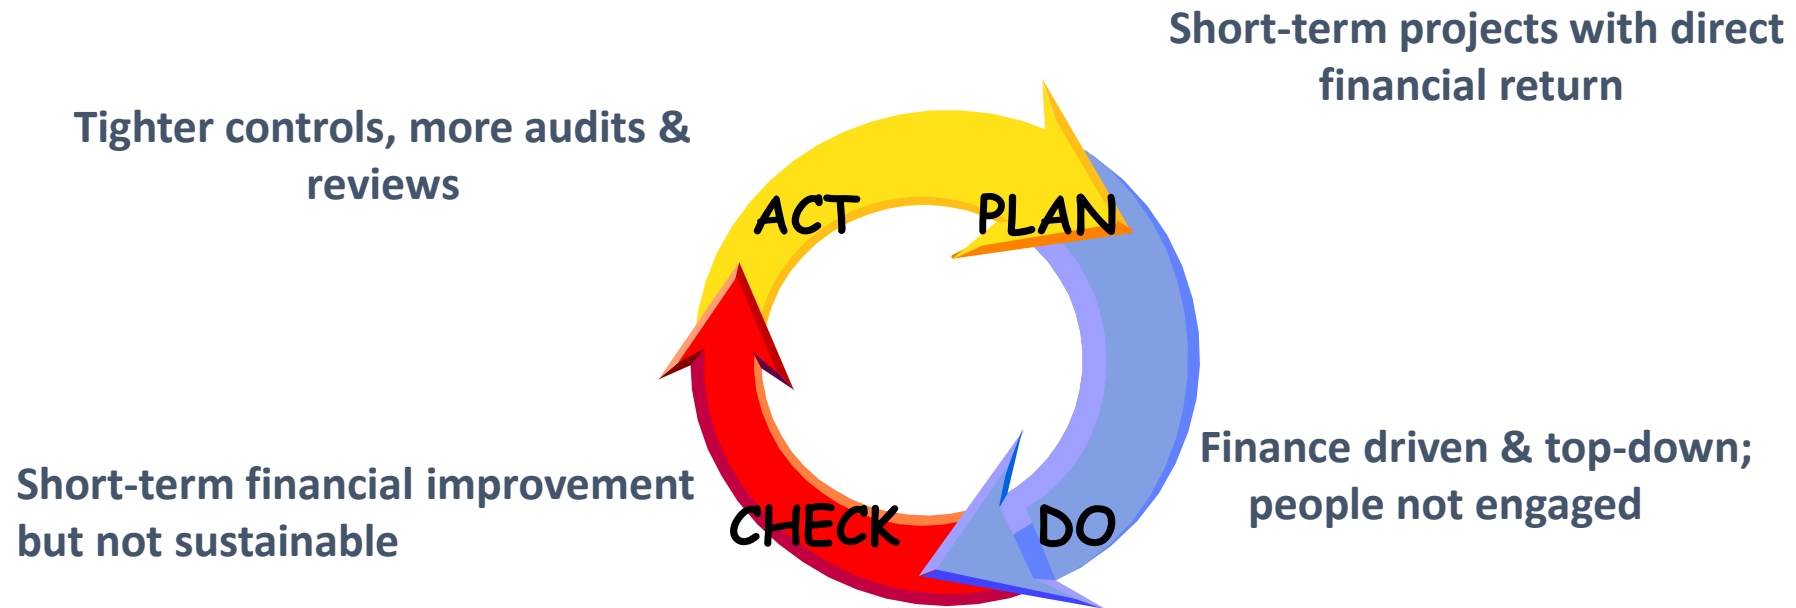 Short-term projects with direct
financial return
Tighter controls, more audits &
reviews
ACT
PLAN
Finance driven & top-down;
people not engaged
Short-term financial improvement
but not sustainable
CHECK
DO